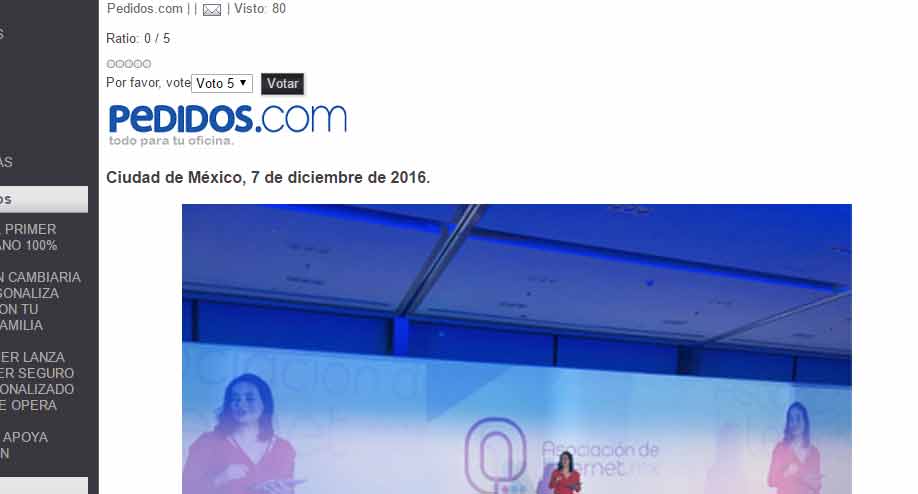 Pedidos.com | | | Visto: 80
Ratio: 0 / 5
Por favor, vote Voto 5 Votar
PEDIDOS.com
todo para tu oficina.
Ciudad de México, 7 de diciembre de 2016.
S
AS
os
PRIMER
ANO 100%
N CAMBIARIA
SONALIZA
ON TU
AMILIA
ER LANZA
ER SEGURO
ONALIZADO
E OPERA
APOYA
N
Asociación de
Internet.mx